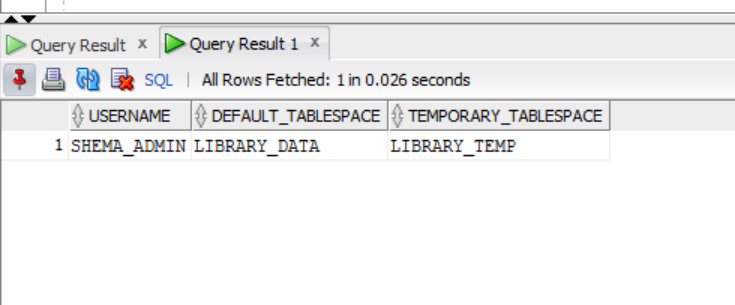 Query Result x Query Result 1 x
SQL | All Rows Fetched: 1 in 0.026 seconds
USERNAME DEFAULT_TABLESPACE TEMPORARY_TABLESPACE
1 SHEMA_ADMIN LIBRARY_DATA LIBRARY_TEMP